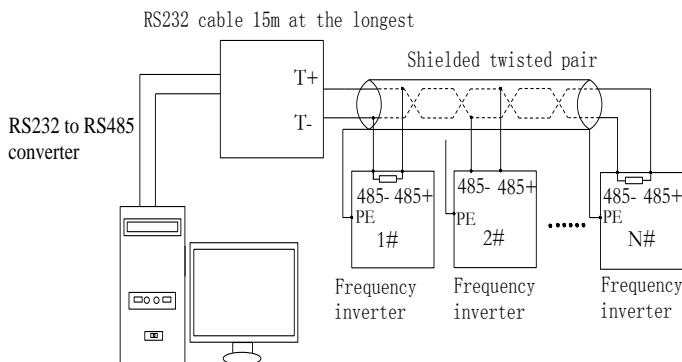 RS232 cable 15m at the longest
T+
T-
Shielded twisted pair
RS232 to RS485
converter
485- 485+
PE
1#
485- 485+
PE
2#
485- 485+
PE
N#
Frequency
inverter
Frequency
inverter
Frequency
inverter